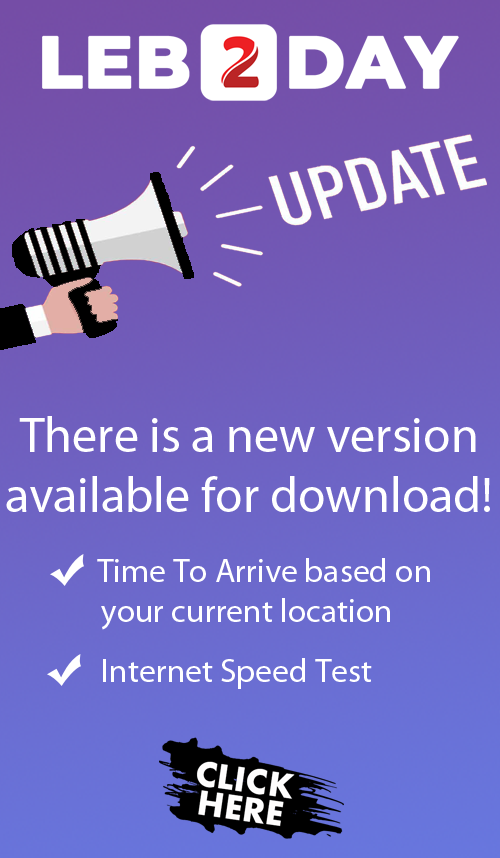 LEB2DAY
UPDATE
There is a new version
available for download!
Time To Arrive based on
your current location
Internet Speed Test
CLICK
HERE